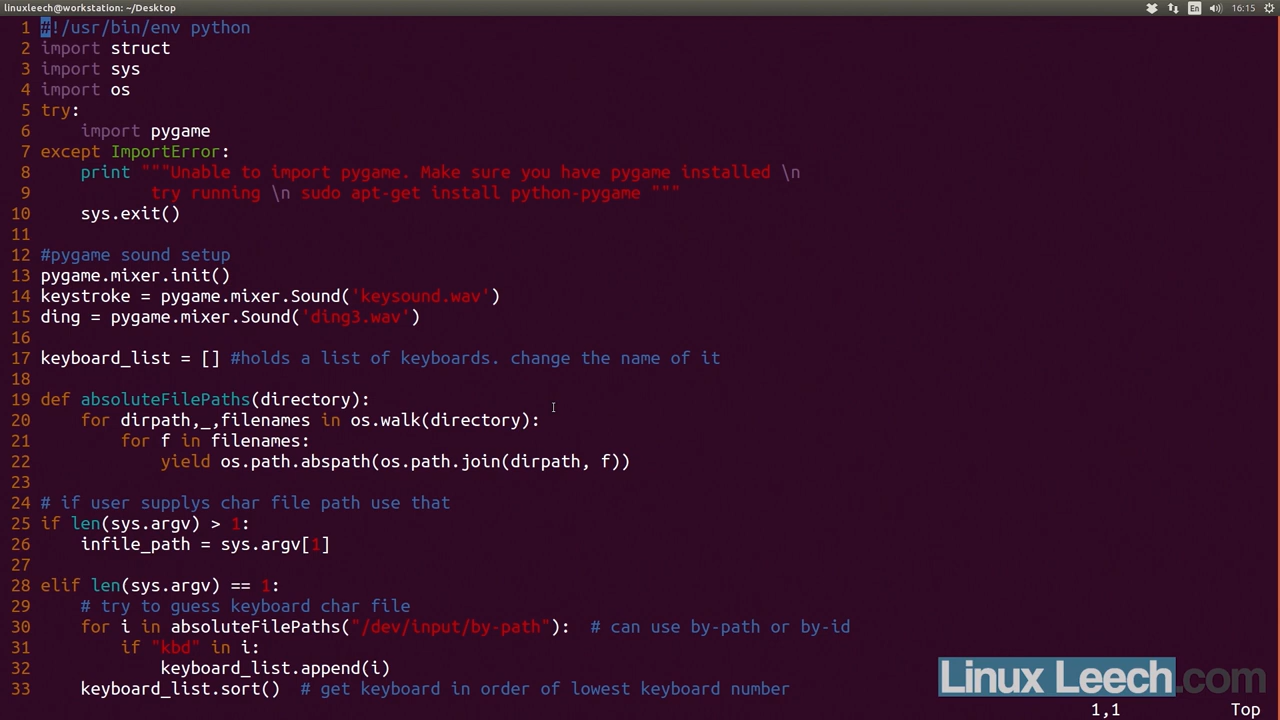 linuxleech@workstation: ~/Desktop
En 16:15
1 #!/usr/bin/env python
2 import struct
3 import sys
4 import os
5 try:
6     import pygame
7 except ImportError:
8     print """Unable to import pygame. Make sure you have pygame installed \n
9            try running \n sudo apt-get install python-pygame """
10     sys.exit()
11
12 #pygame sound setup
13 pygame.mixer.init()
14 keystroke = pygame.mixer.Sound('keysound.wav')
15 ding = pygame.mixer.Sound('ding3.wav')
16
17 keyboard_list = [] #holds a list of keyboards. change the name of it
18
19 def absoluteFilePaths(directory):
20     for dirpath,_,filenames in os.walk(directory):
21         for f in filenames:
22             yield os.path.abspath(os.path.join(dirpath, f))
23
24 # if user supplys char file path use that
25 if len(sys.argv) > 1:
26     infile_path = sys.argv[1]
27
28 elif len(sys.argv) == 1:
29     # try to guess keyboard char file
30     for i in absoluteFilePaths("/dev/input/by-path"):  # can use by-path or by-id
31         if "kbd" in i:
32             keyboard_list.append(i)
33     keyboard_list.sort()  # get keyboard in order of lowest keyboard number
Linux Leech.com
1,1 Top